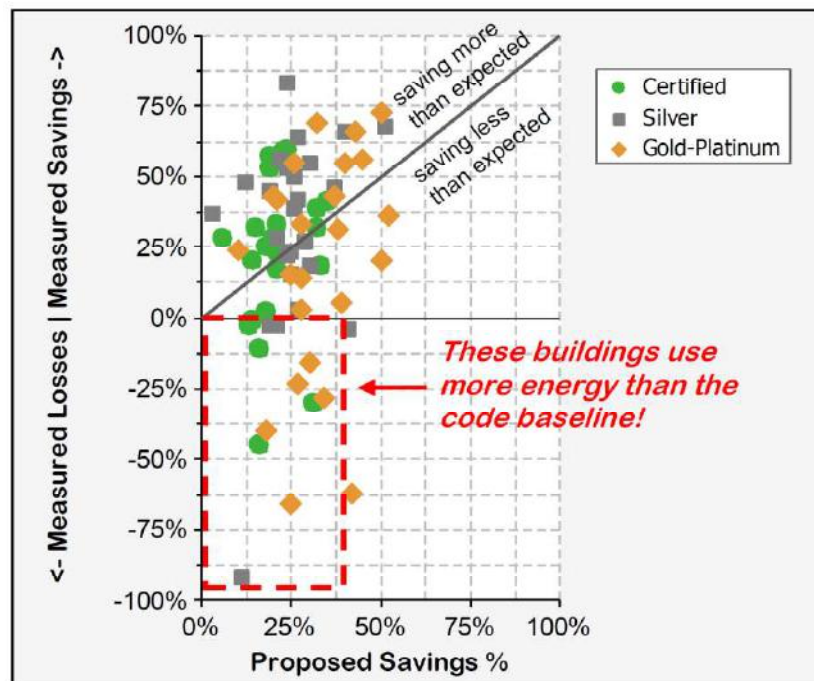 100%
75%
50%
25%
0%
-25%
-50%
-75%
-100%
<- Measured Losses | Measured Savings ->
saving more
than expected
saving less
than expected
Certified
Silver
Gold-Platinum
These buildings use
more energy than the
code baseline!
0%
25%
50%
75%
100%
Proposed Savings %